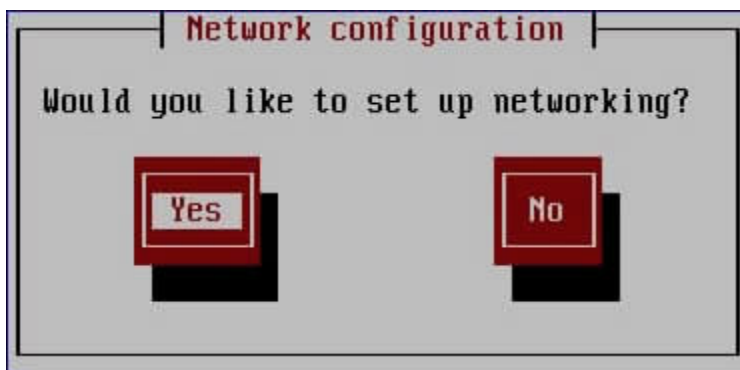 Network configuration
Would you like to set up networking?
Yes No